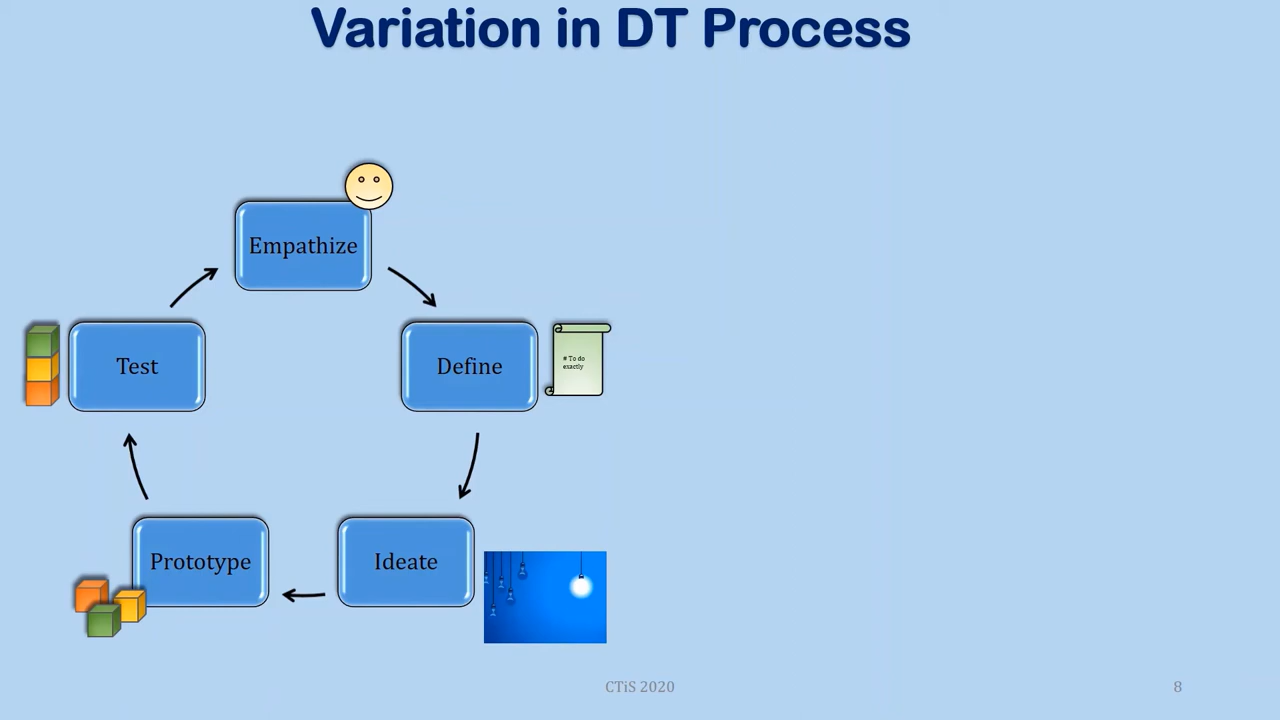 Variation in DT Process
Empathize
Test
Define
# To do
exactly
Prototype
Ideate
CTiS 2020
8